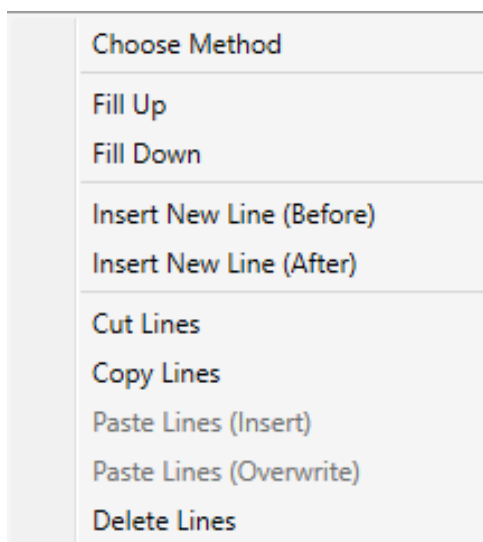 Choose Method
Fill Up
Fill Down
Insert New Line (Before)
Insert New Line (After)
Cut Lines
Copy Lines
Paste Lines (Insert)
Paste Lines (Overwrite)
Delete Lines